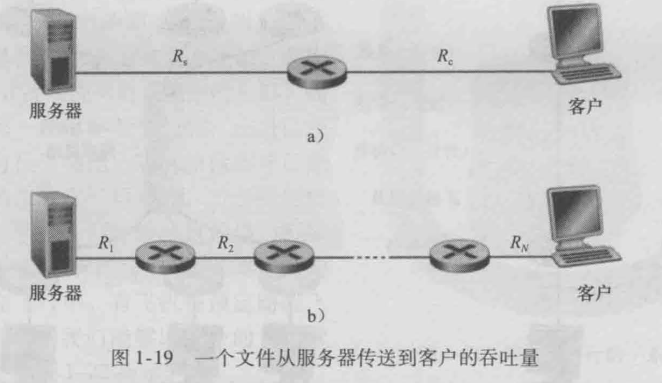 R_s R_c
服务器 客户
a）
R_1 R_2 R_N
服务器 客户
b）
图 1-19 一个文件从服务器传送到客户的吞吐量